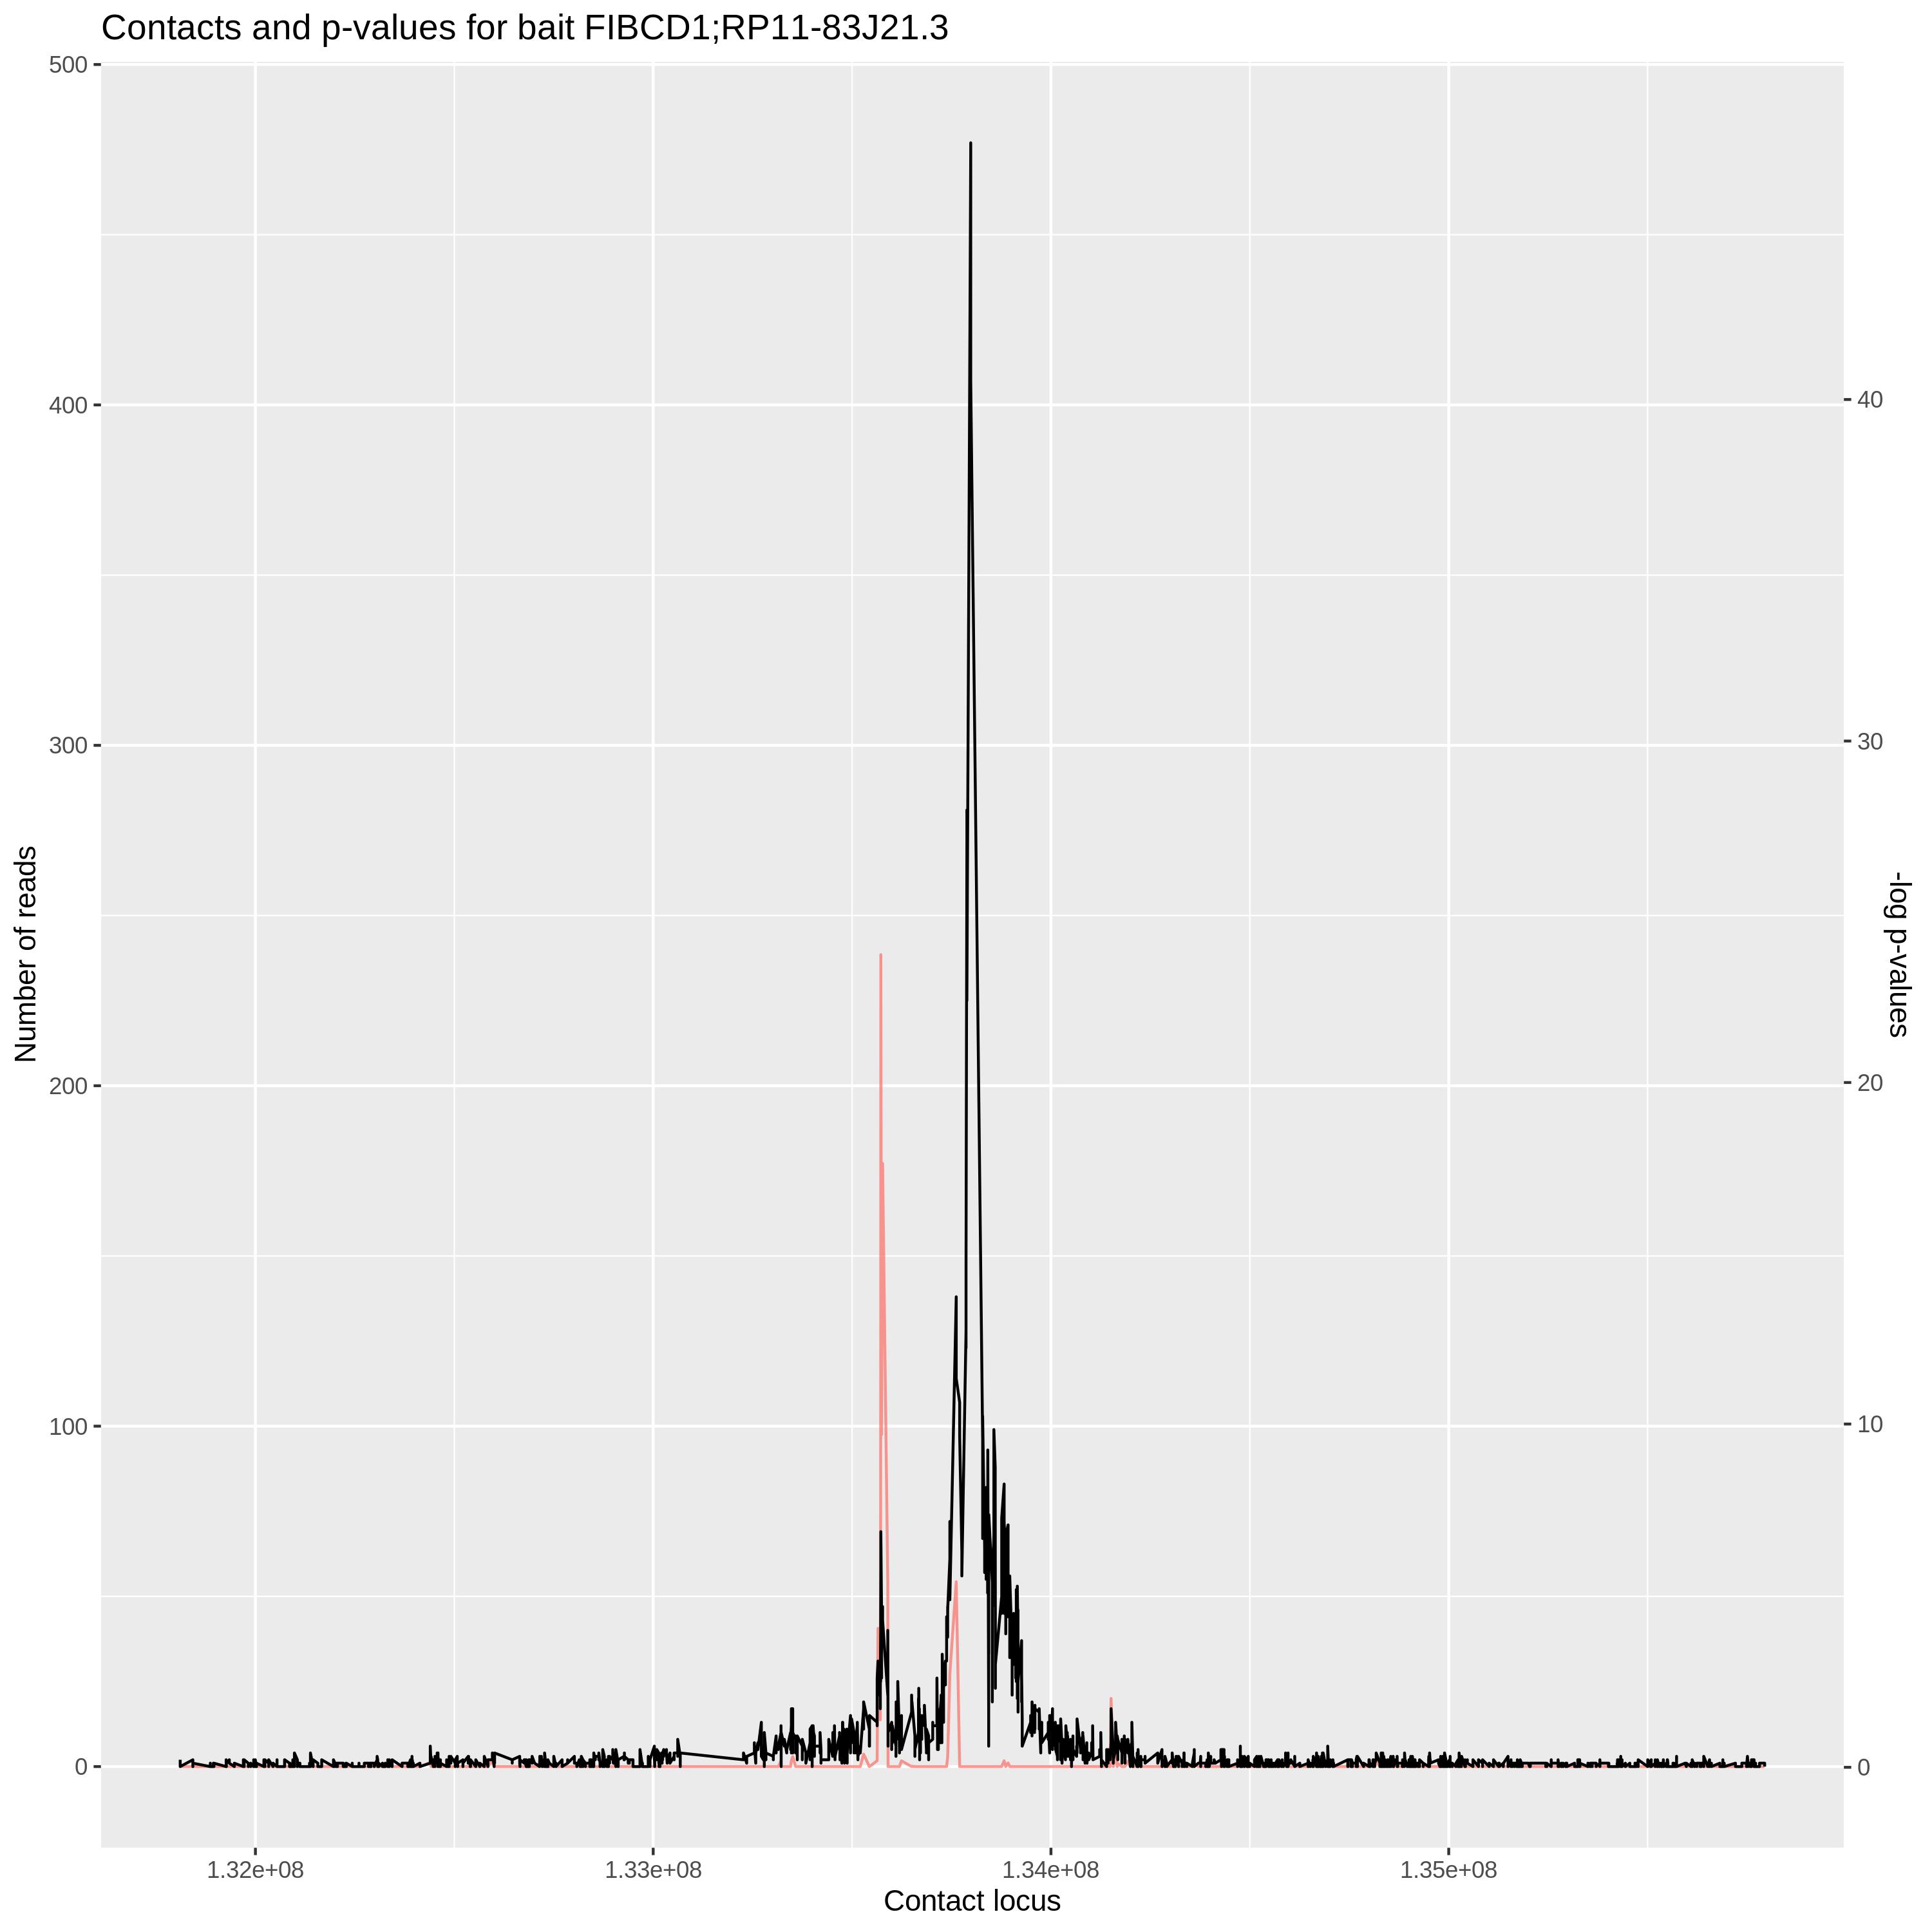 Contacts and p-values for bait FIBCD1;RP11-83J21.3
500
400
300
200
100
0
Number of reads
40
30
20
10
0
-log p-values
1.32e+08 1.33e+08 1.34e+08 1.35e+08
Contact locus